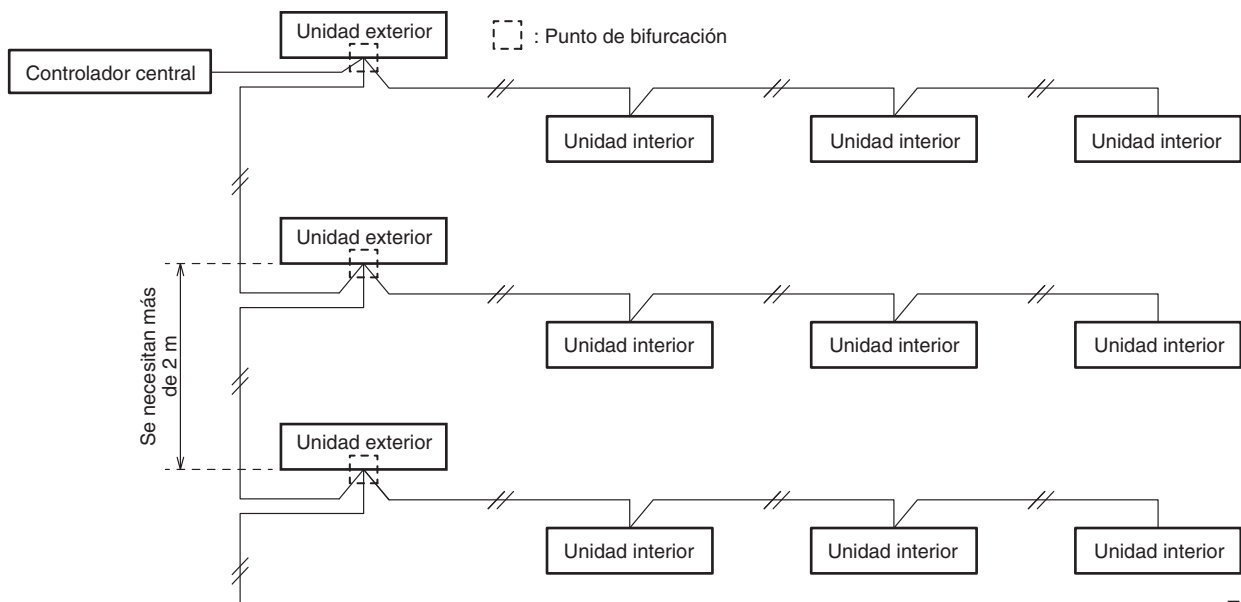 Unidad exterior
: Punto de bifurcación
Controlador central
Unidad interior
Unidad interior
Unidad interior
Unidad exterior
Se necesitan más
de 2 m
Unidad interior
Unidad interior
Unidad interior
Unidad exterior
Unidad interior
Unidad interior
Unidad interior